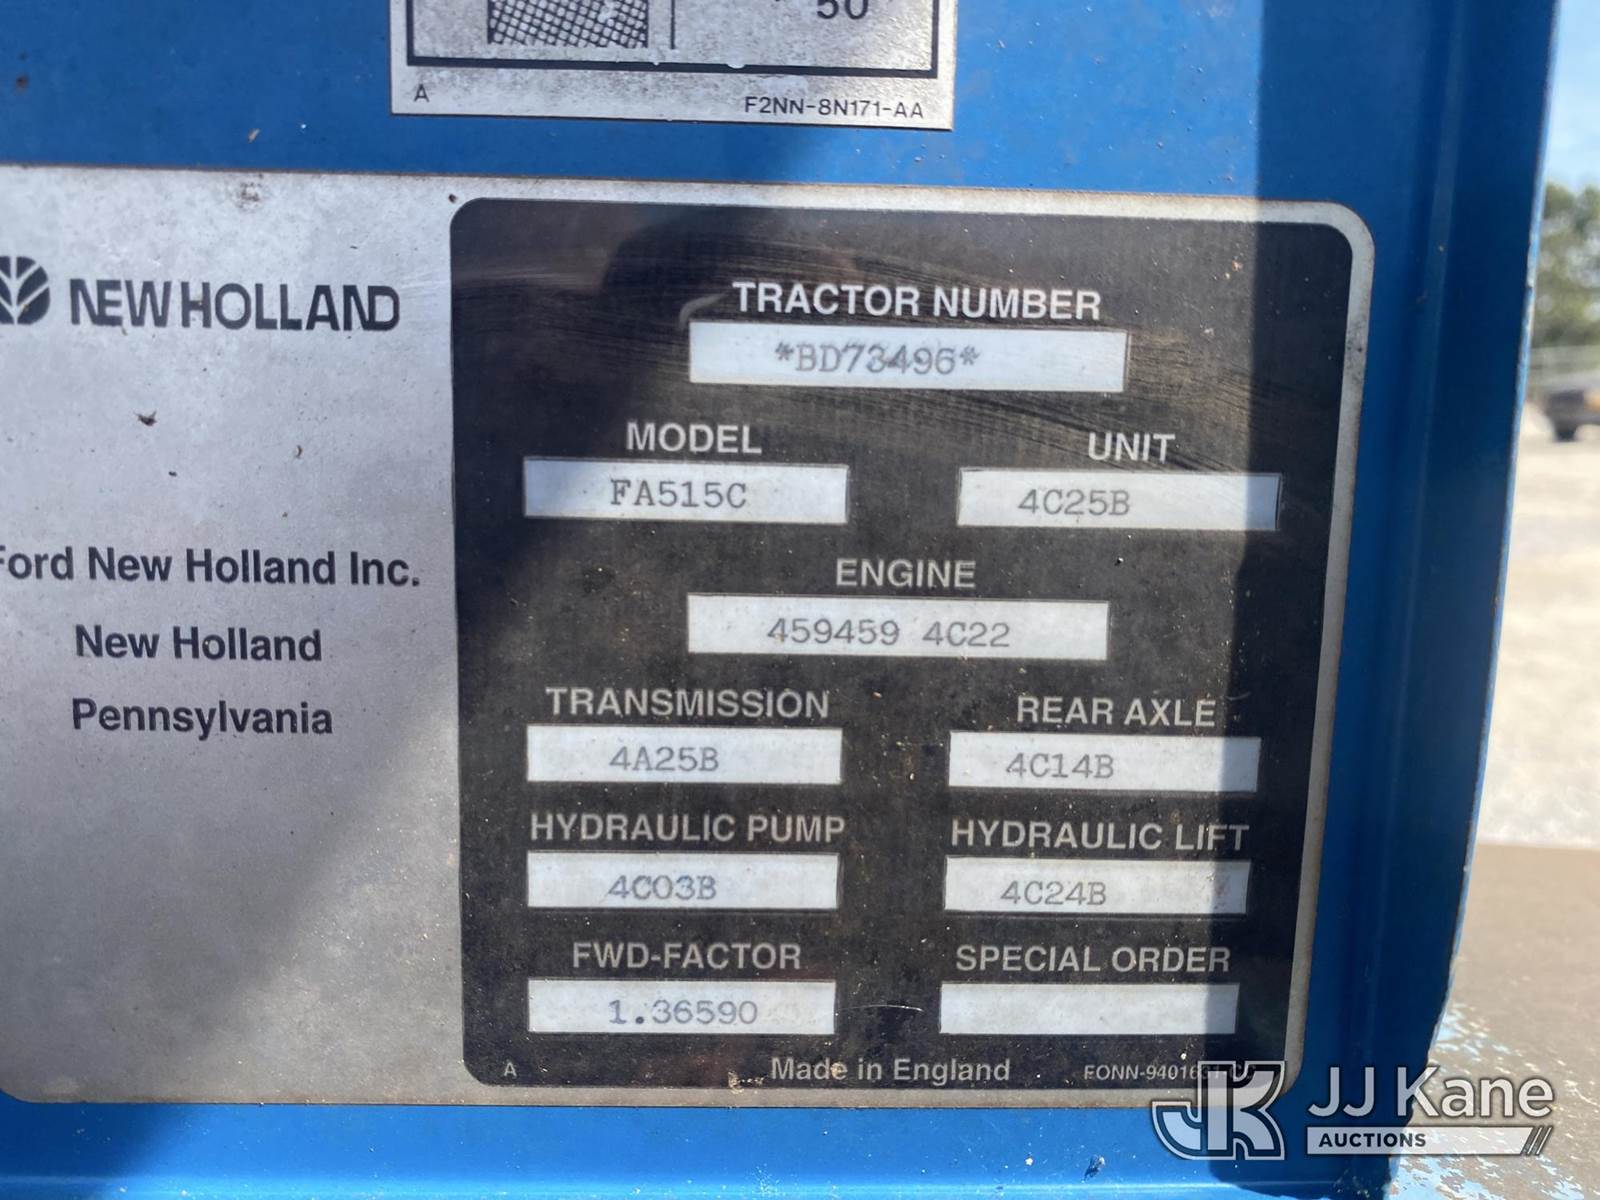 50
A F2NN-8N171-AA
NEW HOLLAND
Ford New Holland Inc.
New Holland
Pennsylvania
TRACTOR NUMBER
*BD73496*
MODEL UNIT
FA515C 4C25B
ENGINE
459459 4C22
TRANSMISSION REAR AXLE
4A25B 4C14B
HYDRAULIC PUMP HYDRAULIC LIFT
4C03B 4C24B
FWD-FACTOR SPECIAL ORDER
1.36590
A Made in England
JJ Kane
AUCTIONS